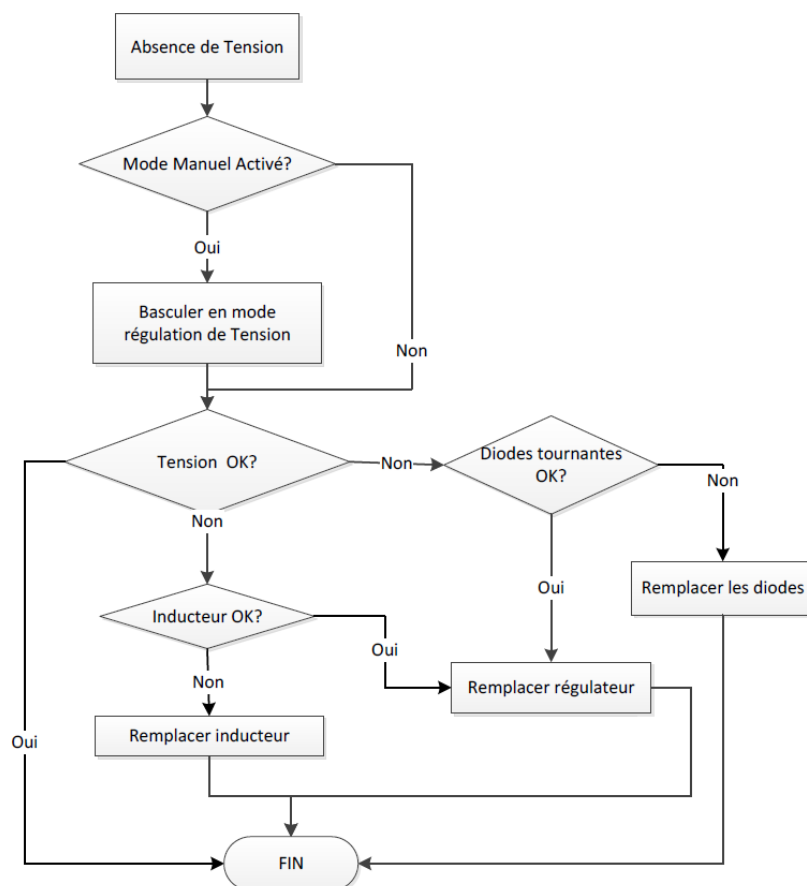 Absence de Tension
Mode Manuel Activé?
Oui
Basculer en mode
régulation de Tension
Non
Tension OK?
Non
Diodes tournantes
OK?
Non
Non
Oui
Remplacer les diodes
Inducteur OK?
Oui
Non
Remplacer régulateur
Remplacer inducteur
Oui
FIN